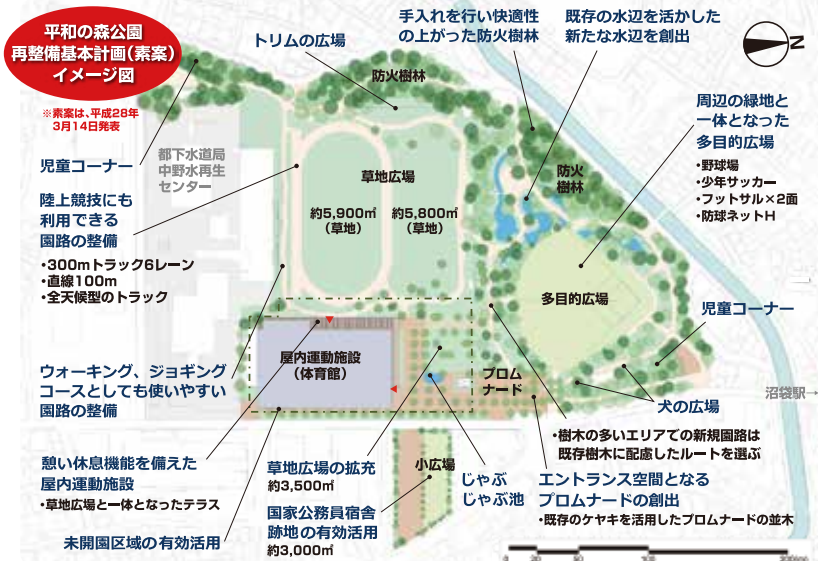 平和の森公園
再整備基本計画（素案）
イメージ図
※素案は、平成28年
3月14日発表
トリムの広場
手入れを行い快適性
の上がった防火樹林
既存の水辺を活かした
新たな水辺を創出
N
防火樹林
周辺の緑地と
一体となった
多目的広場
・野球場
・少年サッカー
・フットサル×2面
・防球ネットH
児童コーナー
都下水道局
中野水再生
センター
草地広場
防火
樹林
陸上競技にも
利用できる
園路の整備
・300mトラック6レーン
・直線100m
・全天候型のトラック
約5,900㎡
（草地）
約5,800㎡
（草地）
多目的広場
児童コーナー
屋内運動施設
（体育館）
プロム
ナード
ウォーキング、ジョギング
コースとしても使いやすい
園路の整備
沼袋駅→
犬の広場
・樹木の多いエリアでの新規園路は
既存樹木に配慮したルートを選ぶ
憩い休息機能を備えた
屋内運動施設
・草地広場と一体となったテラス
草地広場の拡充
約3,500㎡
小広場
じゃぶ
じゃぶ池
エントランス空間となる
プロムナードの創出
・既存のケヤキを活用したプロムナードの並木
国家公務員宿舎
跡地の有効活用
約3,000㎡
未開園区域の有効活用
0 20 50 100